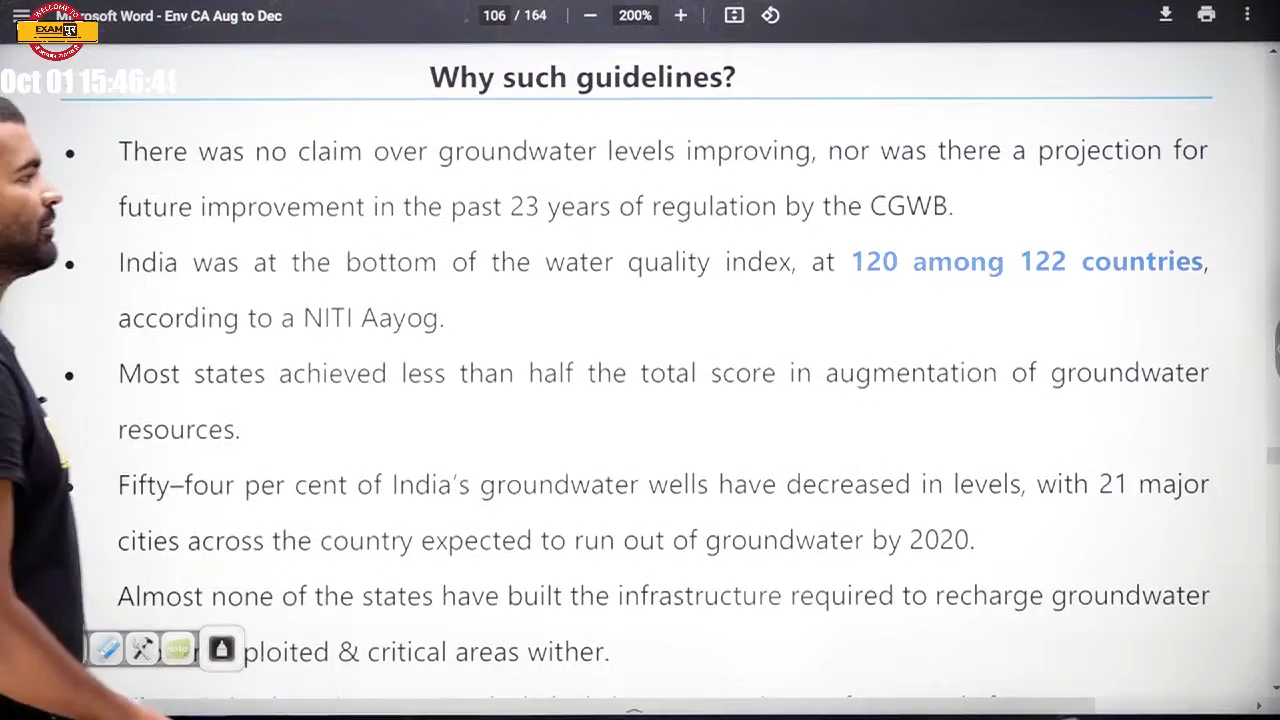 Microsoft Word - Env CA Aug to Dec
106 / 164
200%
WELCOME TO
EXAMपुर
Oct 01 15:46:4
Why such guidelines?
• There was no claim over groundwater levels improving, nor was there a projection for
future improvement in the past 23 years of regulation by the CGWB.
• India was at the bottom of the water quality index, at 120 among 122 countries,
according to a NITI Aayog.
• Most states achieved less than half the total score in augmentation of groundwater
resources.
Fifty–four per cent of India's groundwater wells have decreased in levels, with 21 major
cities across the country expected to run out of groundwater by 2020.
Almost none of the states have built the infrastructure required to recharge groundwater
ploited & critical areas wither.
Note